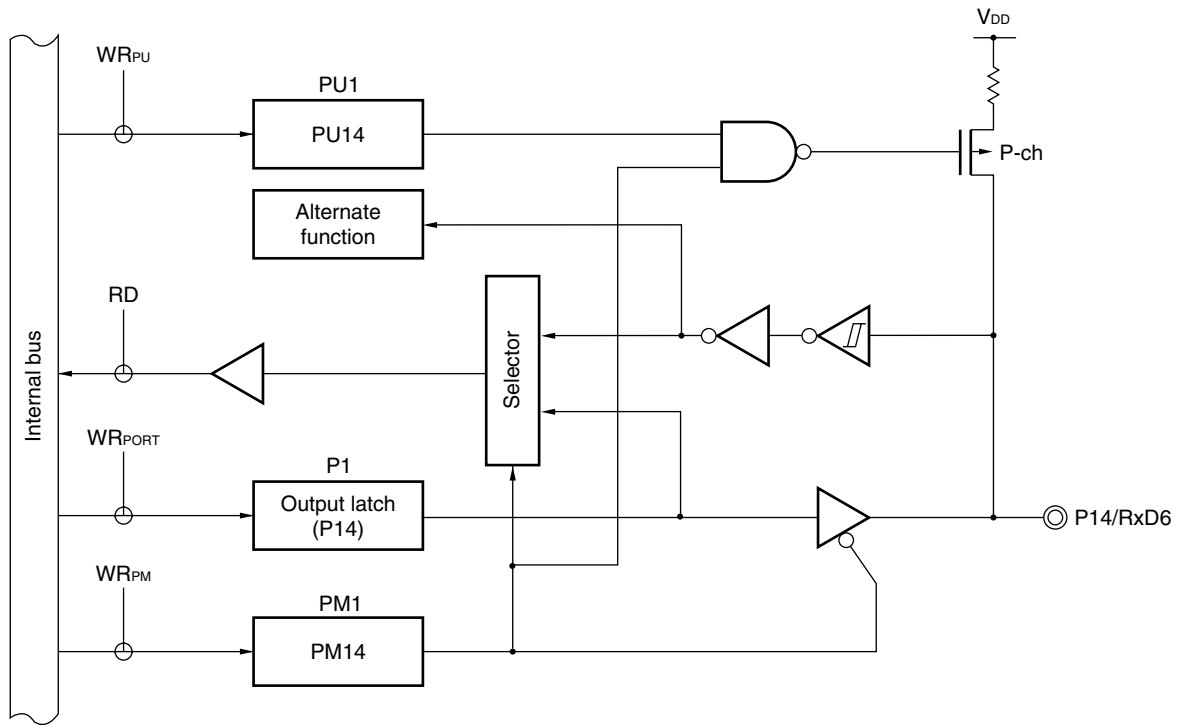 VDD
WRPU
PU1
PU14
P-ch
Alternate
function
RD
Selector
Internal bus
WRPORT
P1
Output latch
(P14)
P14/RxD6
WRPM
PM1
PM14